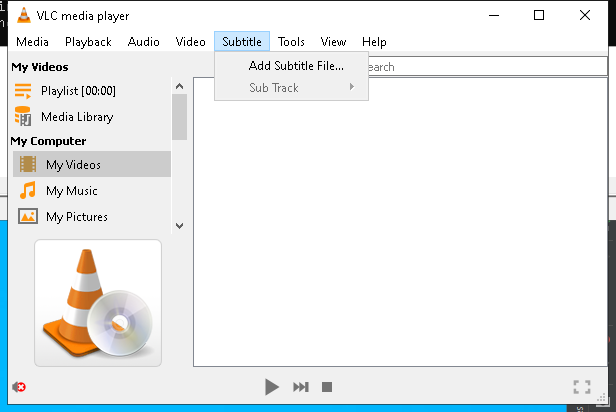 VLC media player
Media Playback Audio Video Subtitle Tools View Help
My Videos
Add Subtitle File...
Sub Track
Playlist [00:00]
Media Library
My Computer
My Videos
My Music
My Pictures